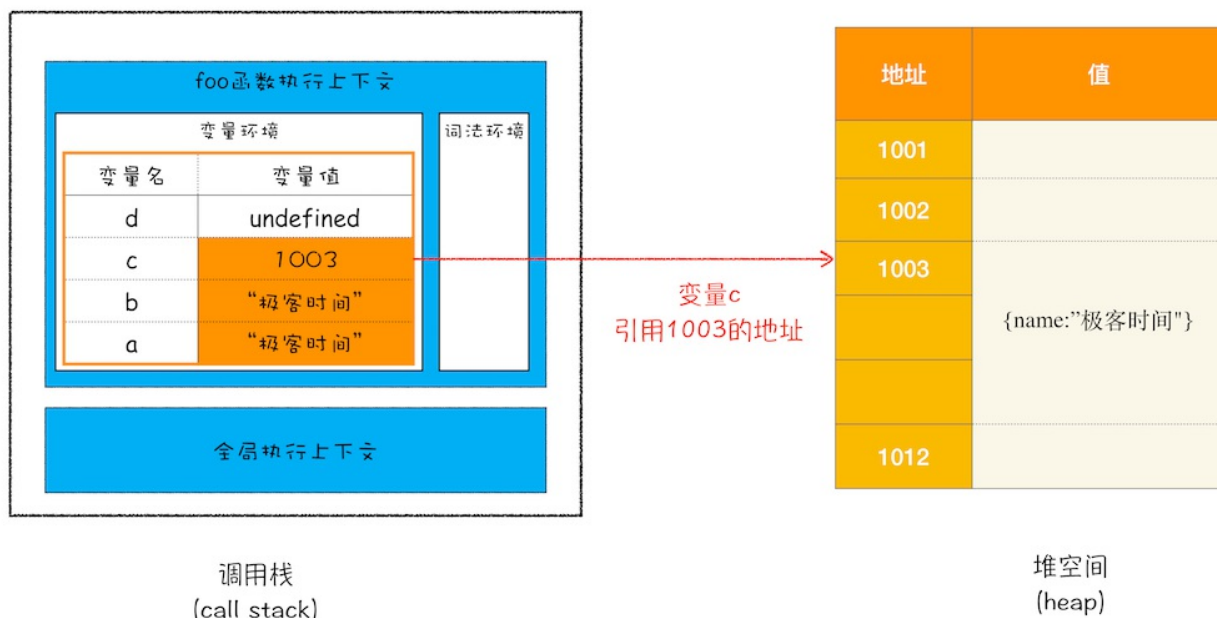 foo函数执行上下文
变量环境
词法环境
变量名 变量值
d undefined
c 1003
b “极客时间”
a “极客时间”
全局执行上下文
调用栈
(call stack)
变量c
引用1003的地址
地址 值
1001
1002
1003
{name:”极客时间"}
1012
堆空间
(heap)